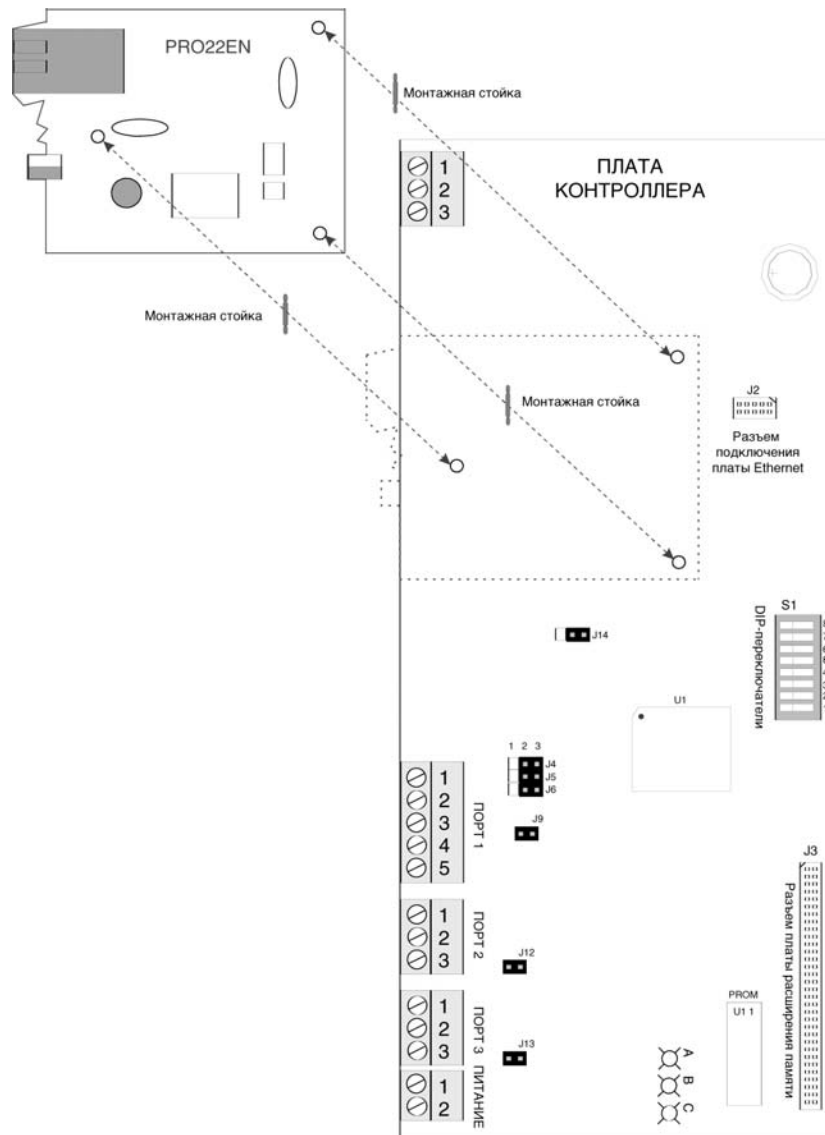 PRO22EN
Монтажная стойка
ПЛАТА
КОНТРОЛЛЕРА
1
2
3
Монтажная стойка
Монтажная стойка
J2
Разъем
подключения
платы Ethernet
S1
DIP-переключатели
J14
U1
1 2 3
J4
J5
J6
J9
ПОРТ 1
1
2
3
4
5
J3
Разъем платы расширения памяти
ПОРТ 2
1
2
3
J12
ПОРТ 3
1
2
3
J13
PROM
U1 1
ПИТАНИЕ
1
2
A
B
C